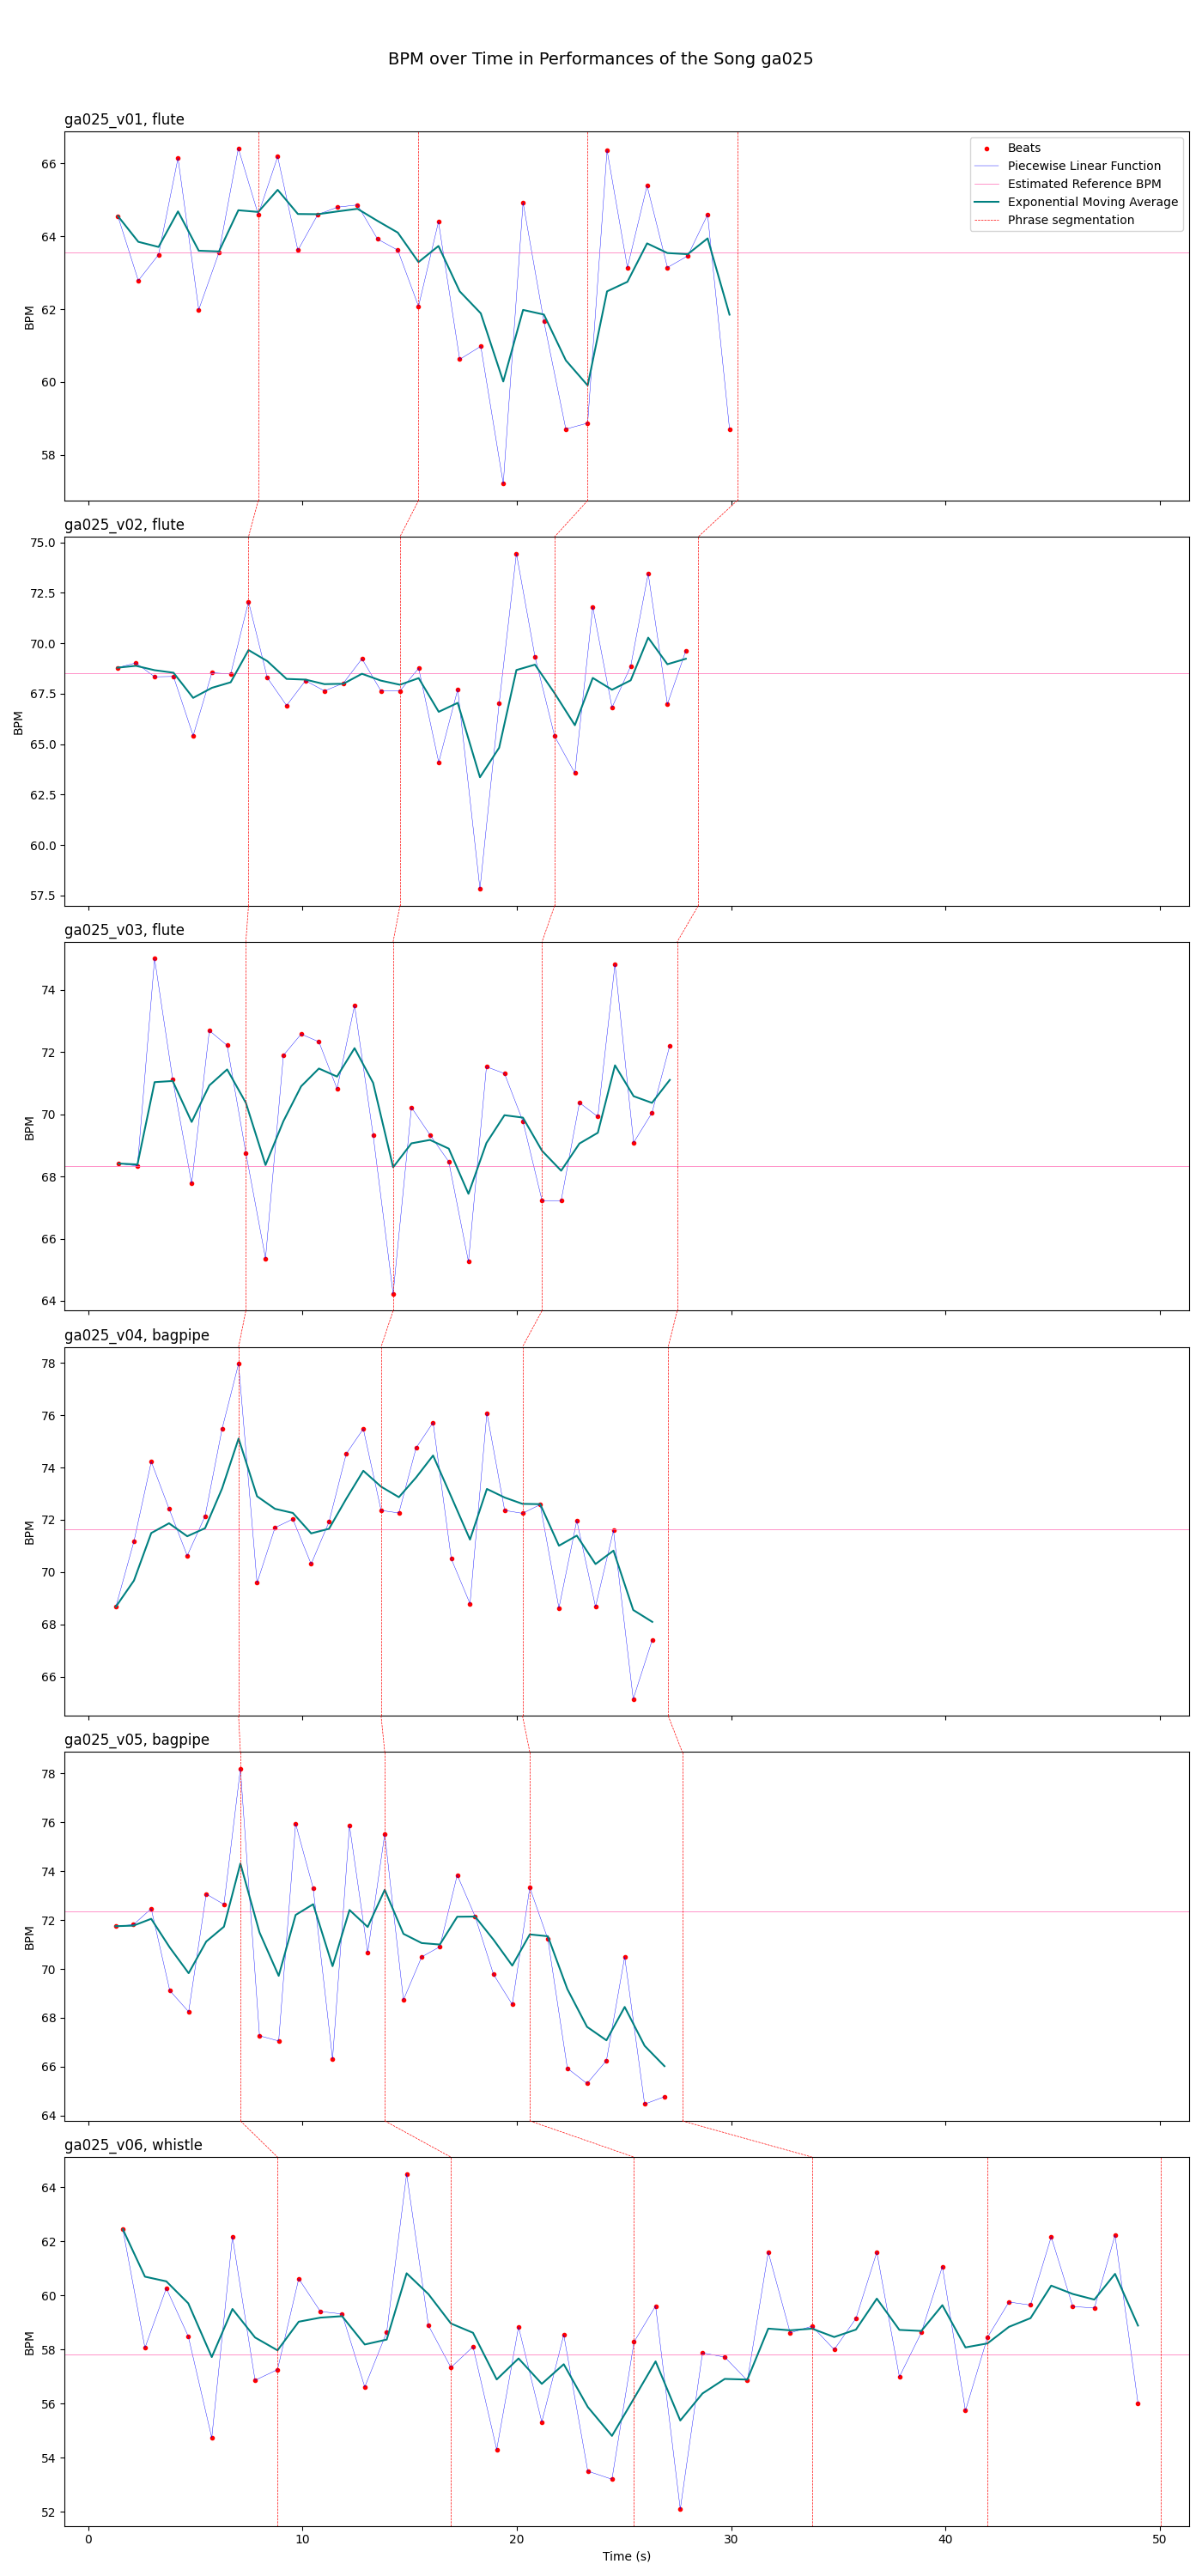 BPM over Time in Performances of the Song ga025
ga025_v01, flute
66
64
62
60
58
BPM
Beats
Piecewise Linear Function
Estimated Reference BPM
Exponential Moving Average
Phrase segmentation
ga025_v02, flute
75.0
72.5
70.0
67.5
65.0
62.5
60.0
57.5
BPM
ga025_v03, flute
74
72
70
68
66
64
BPM
ga025_v04, bagpipe
78
76
74
72
70
68
66
BPM
ga025_v05, bagpipe
78
76
74
72
70
68
66
64
BPM
ga025_v06, whistle
64
62
60
58
56
54
52
BPM
0 10 20 30 40 50
Time (s)